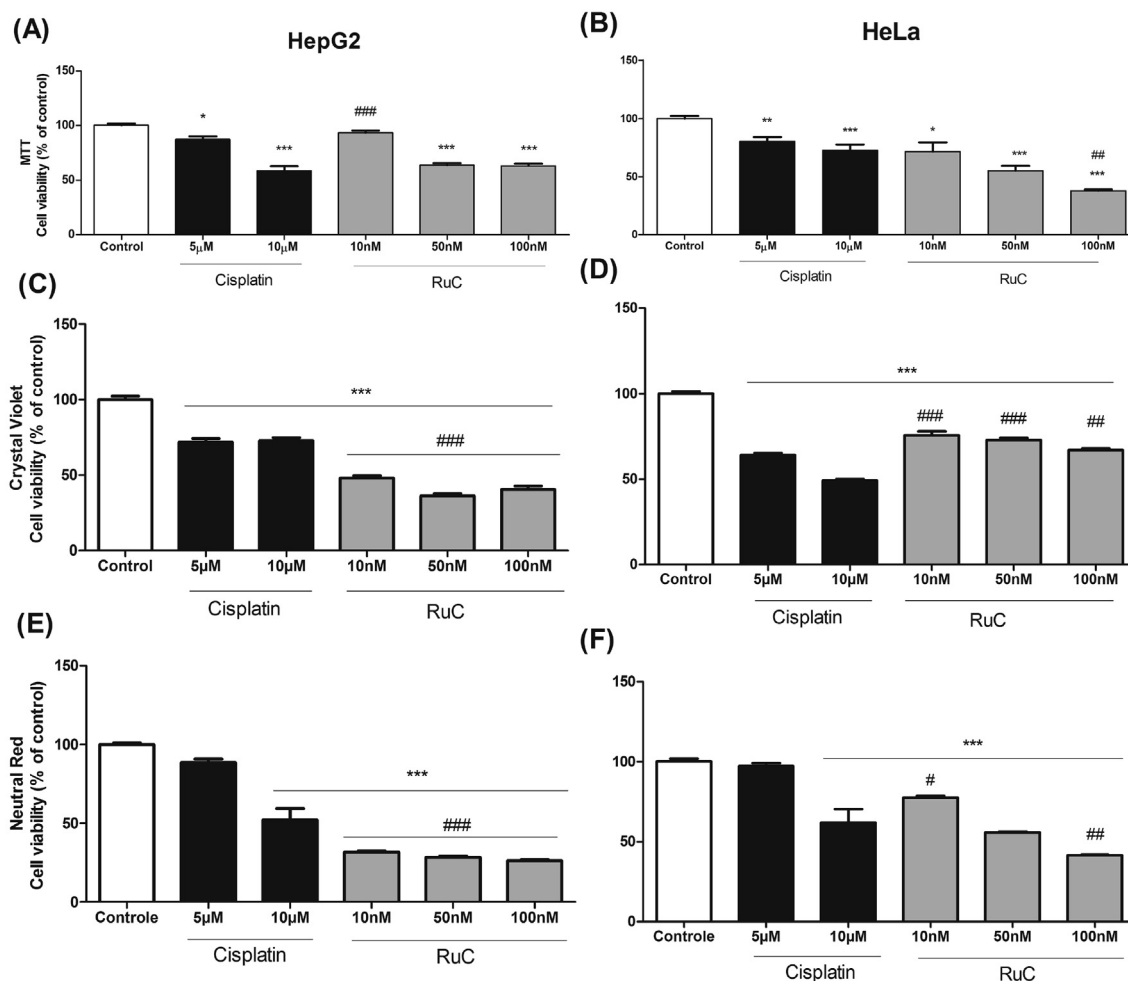 (A)
HepG2
MTT
Cell viability (% of control)
150
100
50
0
*
***
###
***
***
Control
5μM
10μM
10nM
50nM
100nM
Cisplatin
RuC
(B)
HeLa
150
100
50
0
Cell viability (% of control)
**
***
*
***
##
***
Control
5μM
10μM
10nM
50nM
100nM
Cisplatin
RuC
(C)
Crystal Violet
Cell viability (% of control)
150
100
50
0
***
###
Control
5µM
10µM
10nM
50nM
100nM
Cisplatin
RuC
(D)
150
100
50
0
***
###
###
##
Control
5µM
10µM
10nM
50nM
100nM
Cisplatin
RuC
(E)
Neutral Red
Cell viability (% of control)
150
100
50
0
***
###
Controle
5µM
10µM
10nM
50nM
100nM
Cisplatin
RuC
(F)
150
100
50
0
***
#
##
Controle
5µM
10µM
10nM
50nM
100nM
Cisplatin
RuC